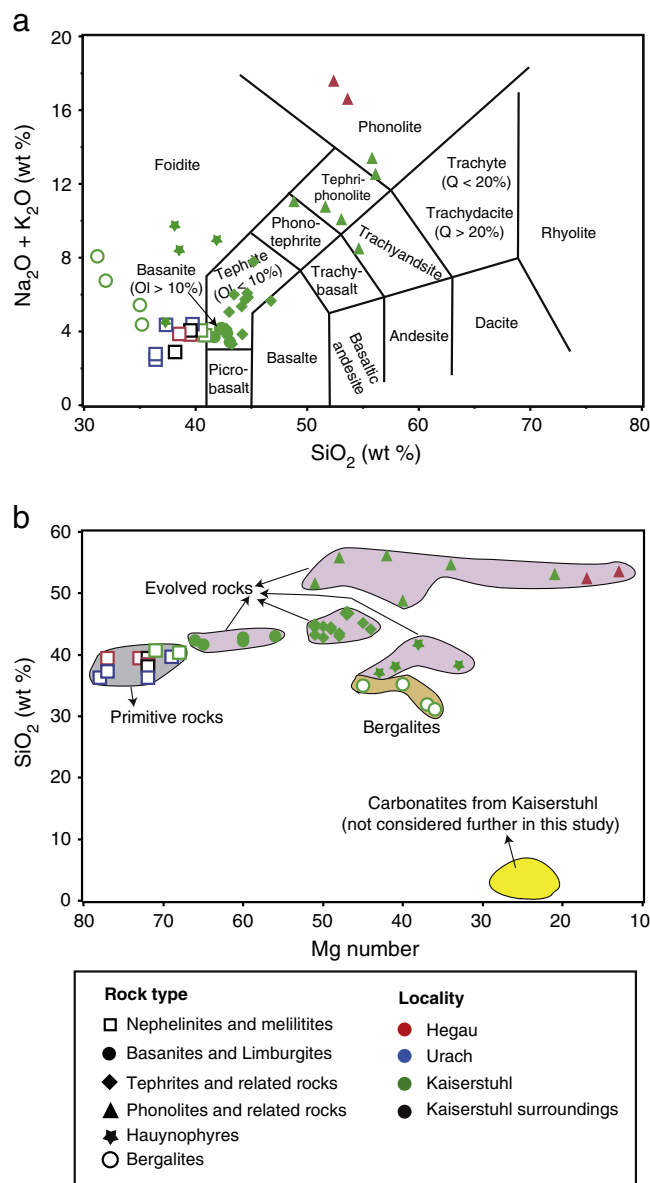 a
20
16
12
8
4
0
Na2O + K2O (wt %)
Foidite
Phonolite
Tephri-
phonolite
Trachyte
(Q < 20%)
Trachydacite
(Q > 20%)
Rhyolite
Phono-
tephrite
Trachyandsite
Basanite
(Ol > 10%)
Tephrite
(Ol < 10%)
Trachy-
basalt
Basalte
Basaltic
andesite
Andesite
Dacite
Picro-
basalt
30 40 50 60 70 80
SiO2 (wt %)
b
60
50
40
30
20
10
0
SiO2 (wt %)
Evolved rocks
Primitive rocks
Bergalites
Carbonatites from Kaiserstuhl
(not considered further in this study)
80 70 60 50 40 30 20 10
Mg number
Rock type
Nephelinites and melilitites
Basanites and Limburgites
Tephrites and related rocks
Phonolites and related rocks
Hauynophyres
Bergalites
Locality
Hegau
Urach
Kaiserstuhl
Kaiserstuhl surroundings